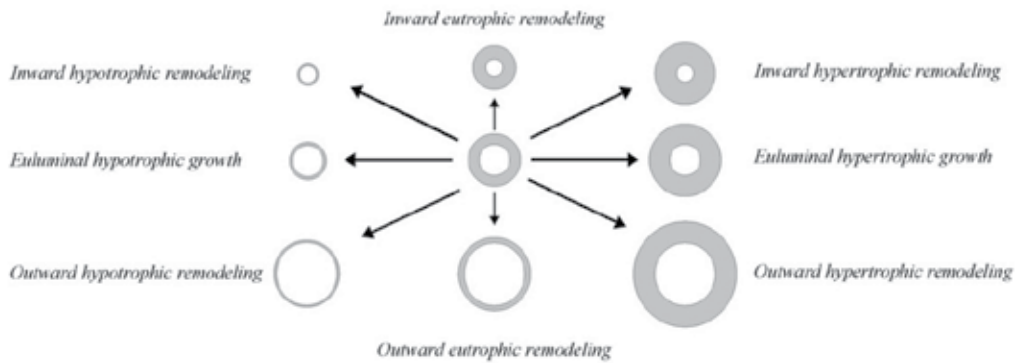 Inward eutrophic remodeling
Inward hypotrophic remodeling
Inward hypertrophic remodeling
Euluminal hypotrophic growth
Euluminal hypertrophic growth
Outward hypotrophic remodeling
Outward hypertrophic remodeling
Outward eutrophic remodeling